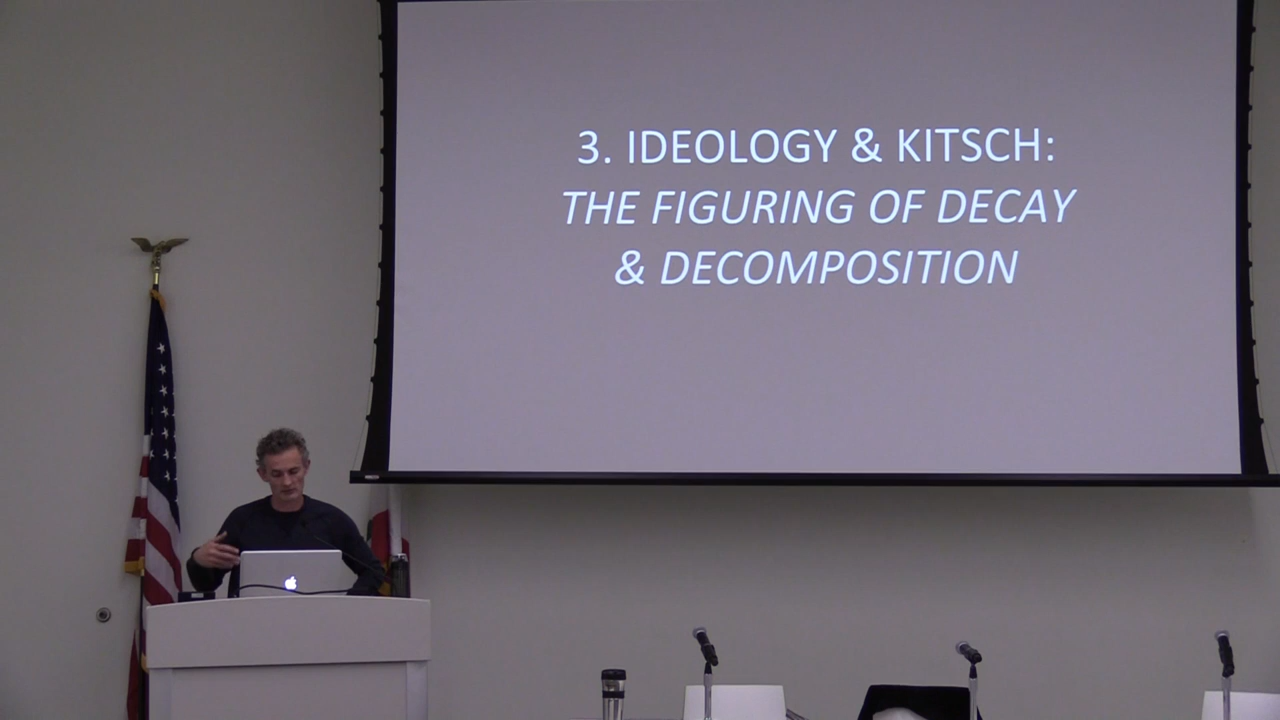 3. IDEOLOGY & KITSCH:
THE FIGURING OF DECAY
& DECOMPOSITION